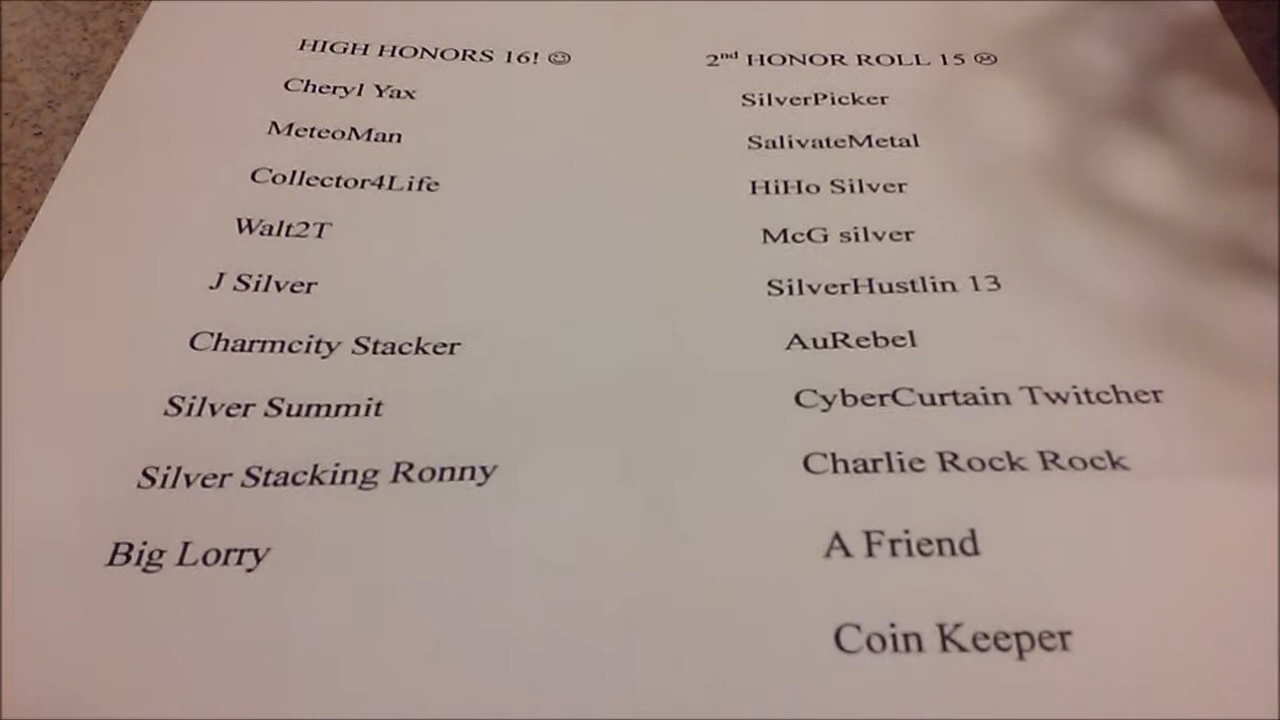 HIGH HONORS 16! ☺
Cheryl Yax
MeteoMan
Collector4Life
Walt2T
J Silver
Charmcity Stacker
Silver Summit
Silver Stacking Ronny
Big Lorry
2nd HONOR ROLL 15 ☹
SilverPicker
SalivateMetal
HiHo Silver
McG silver
SilverHustlin 13
AuRebel
CyberCurtain Twitcher
Charlie Rock Rock
A Friend
Coin Keeper